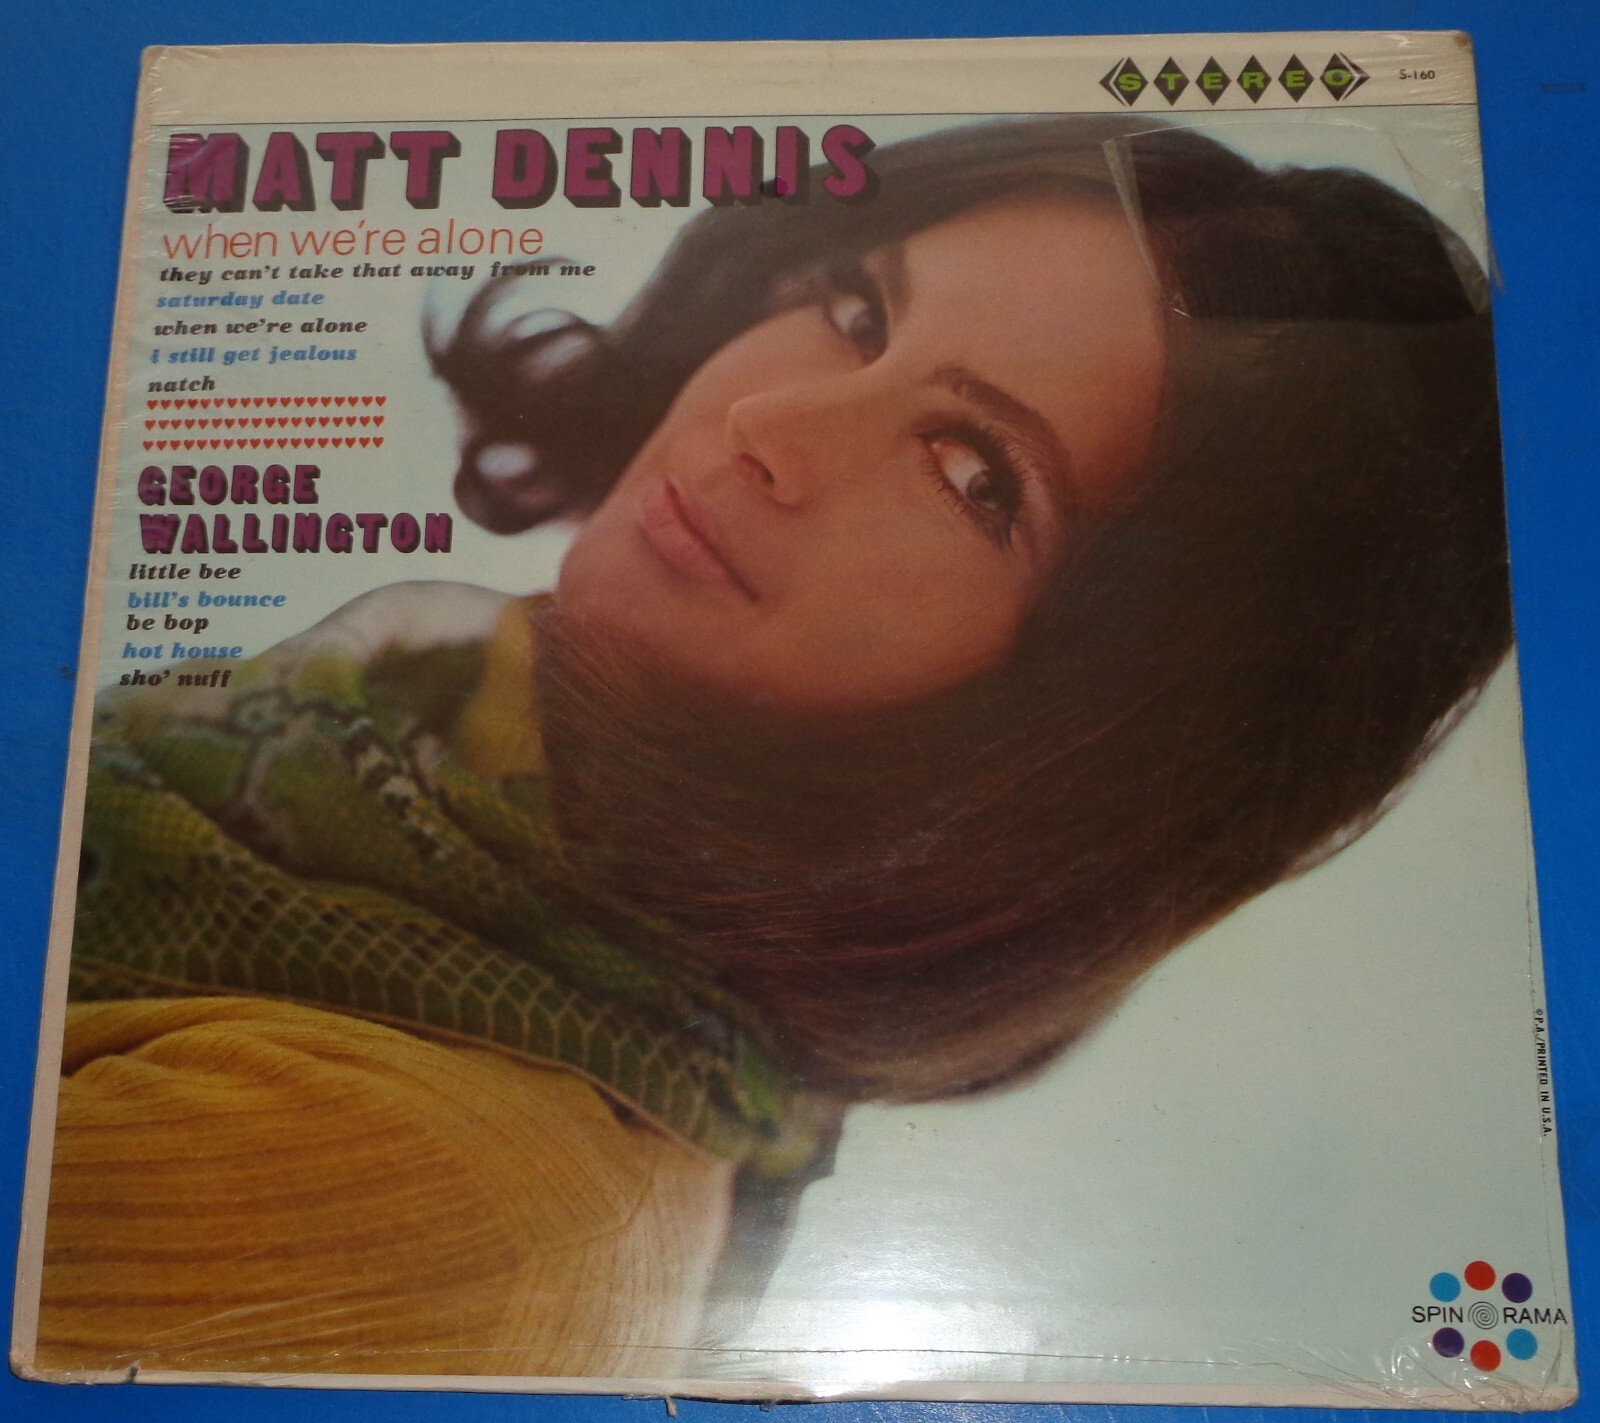 STEREO
S-160
MATT DENNIS
when we're alone
they can't take that away from me
saturday date
when we're alone
i still get jealous
natch
GEORGE
WALLINGTON
little bee
bill's bounce
be bop
hot house
sho' nuff
© P.A./PRINTED IN U.S.A.
SPIN O RAMA